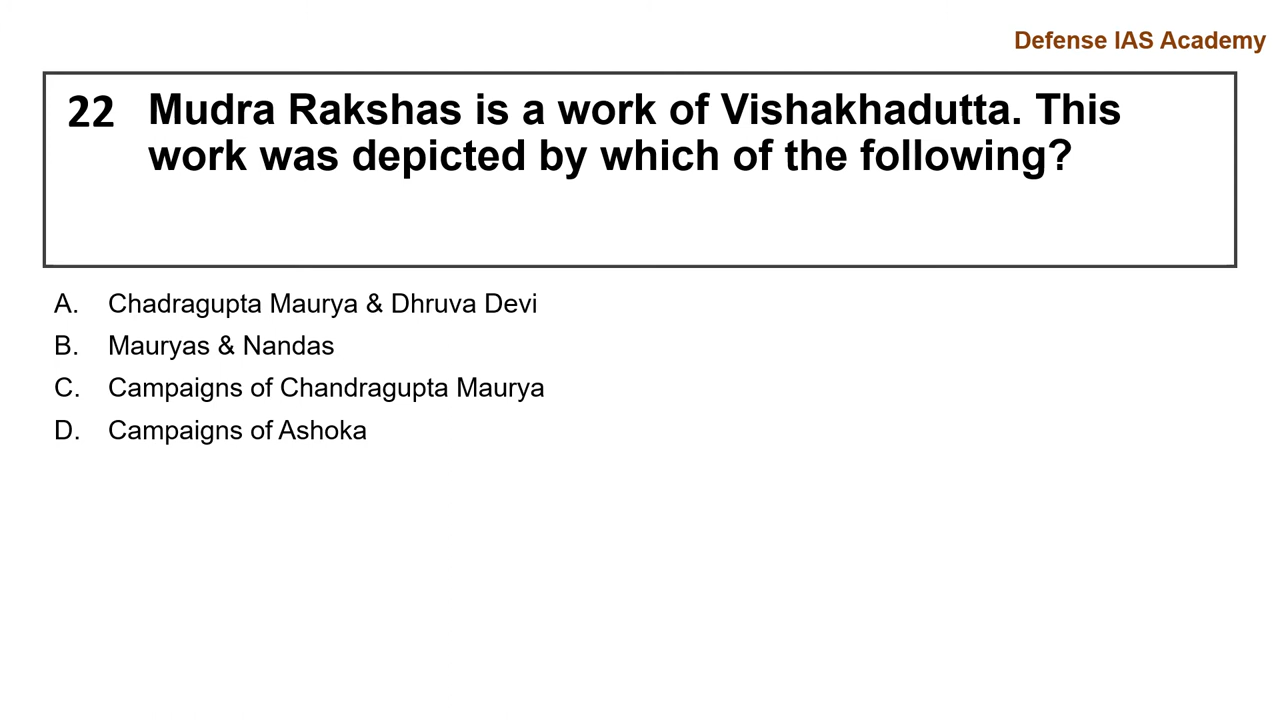 Defense IAS Academy
22 Mudra Rakshas is a work of Vishakhadutta. This
work was depicted by which of the following?
A. Chadragupta Maurya & Dhruva Devi
B. Mauryas & Nandas
C. Campaigns of Chandragupta Maurya
D. Campaigns of Ashoka